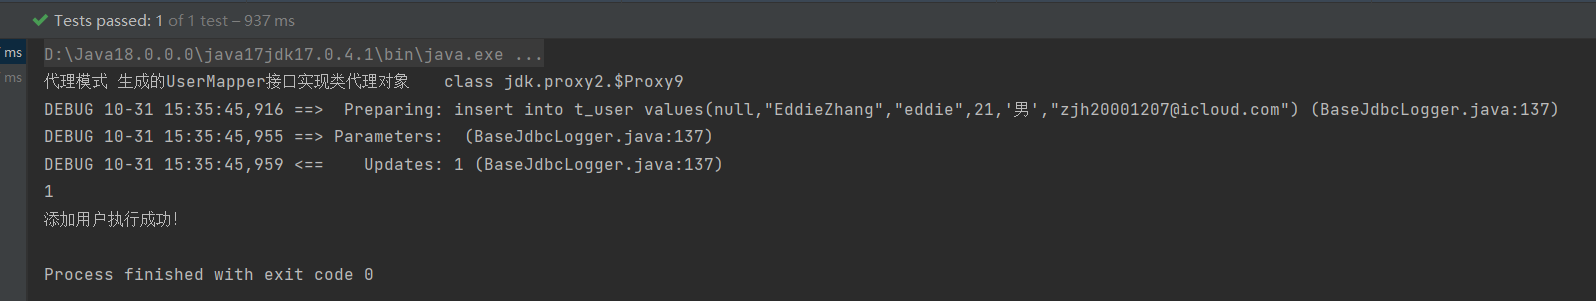 Tests passed: 1 of 1 test – 937 ms
ms D:\Java18.0.0.0\java17jdk17.0.4.1\bin\java.exe ...
ms 代理模式 生成的UserMapper接口实现类代理对象 class jdk.proxy2.$Proxy9
DEBUG 10-31 15:35:45,916 ==>  Preparing: insert into t_user values(null,"EddieZhang","eddie",21,'男',"zjh20001207@icloud.com") (BaseJdbcLogger.java:137)
DEBUG 10-31 15:35:45,955 ==> Parameters:  (BaseJdbcLogger.java:137)
DEBUG 10-31 15:35:45,959 <==    Updates: 1 (BaseJdbcLogger.java:137)
1
添加用户执行成功!
Process finished with exit code 0